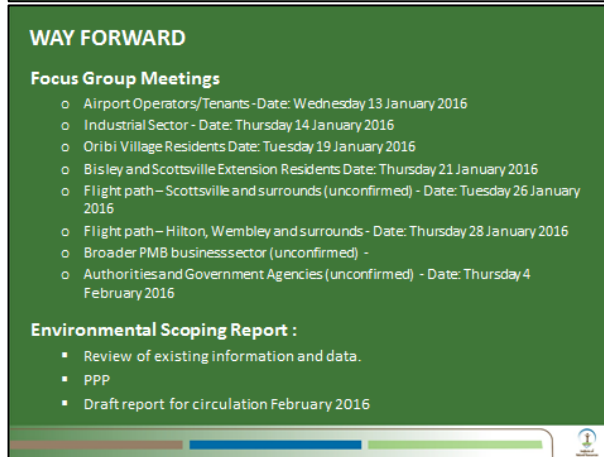 WAY FORWARD
Focus Group Meetings
o Airport Operators/Tenants -Date: Wednesday 13 January 2016
o Industrial Sector - Date: Thursday 14 January 2016
o Oribi Village Residents Date: Tuesday 19 January 2016
o Bisley and Scottsville Extension Residents Date: Thursday 21 January 2016
o Flight path – Scottsville and surrounds (unconfirmed) - Date: Tuesday 26 January
2016
o Flight path – Hilton, Wembley and surrounds - Date: Thursday 28 January 2016
o Broader PMB business sector (unconfirmed) -
o Authorities and Government Agencies (unconfirmed) - Date: Thursday 4
February 2016
Environmental Scoping Report :
▪ Review of existing information and data.
▪ PPP
▪ Draft report for circulation February 2016